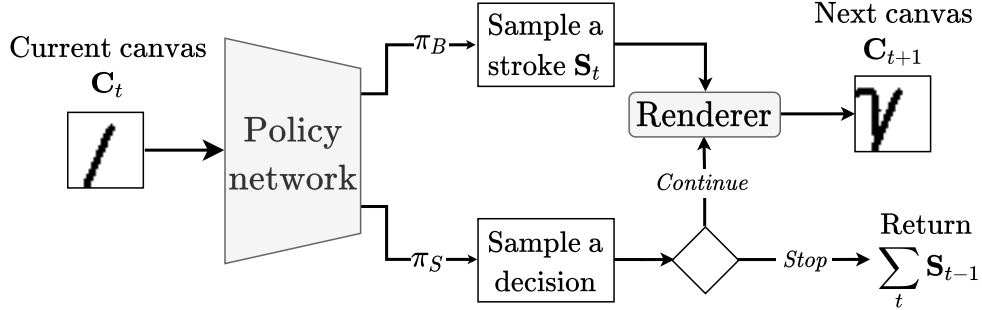 Current canvas
C_t
Policy
network
π_B
Sample a
stroke S_t
π_S
Sample a
decision
Renderer
Continue
Stop
Next canvas
C_{t+1}
Return
∑_t S_{t−1}